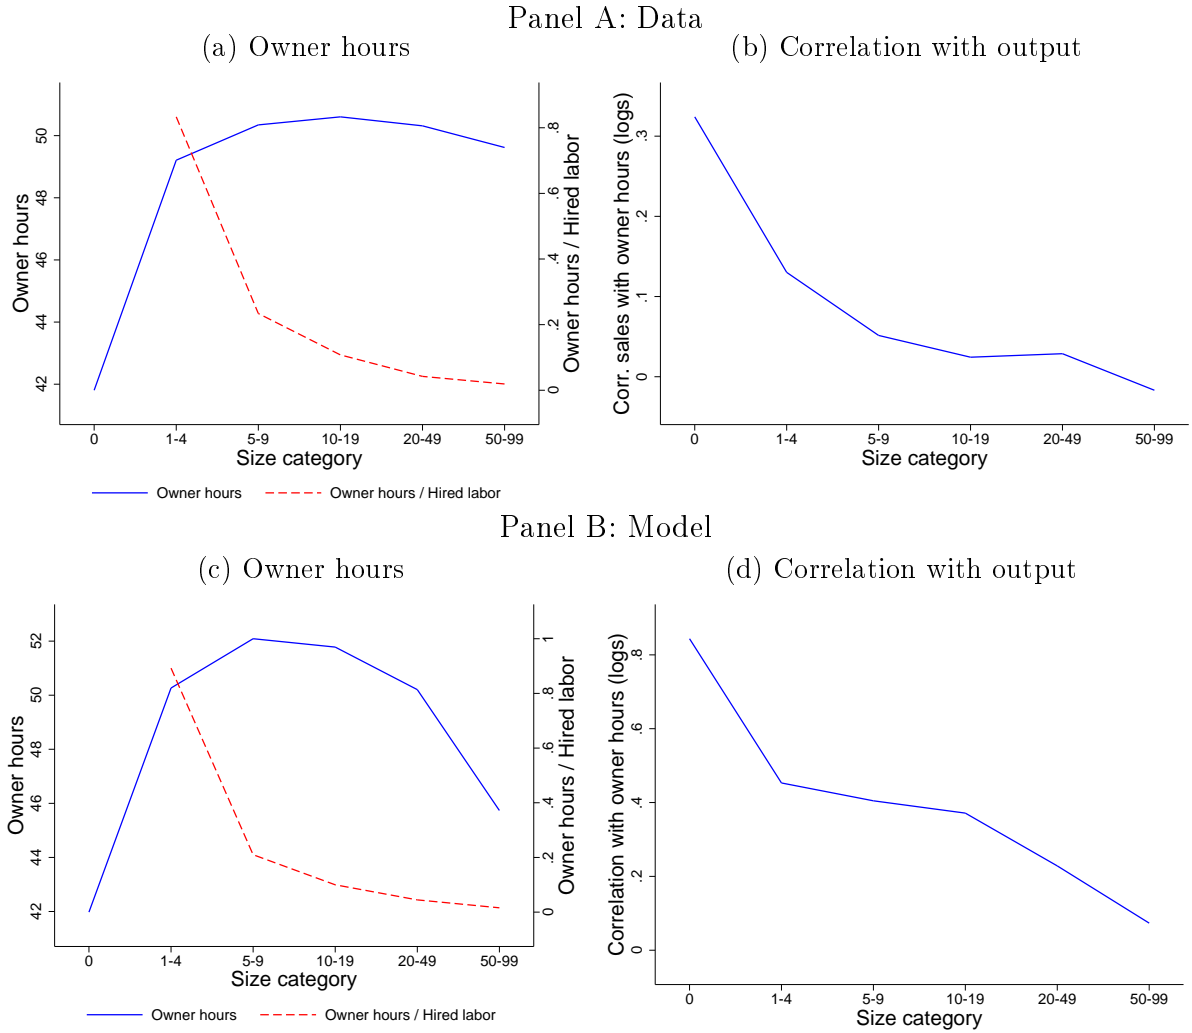 Panel A: Data
(a) Owner hours
(b) Correlation with output
Owner hours
42 44 46 48 50
Owner hours / Hired labor
0 .2 .4 .6 .8
0 1-4 5-9 10-19 20-49 50-99
Size category
Owner hours Owner hours / Hired labor
Corr. sales with owner hours (logs)
0 .1 .2 .3
0 1-4 5-9 10-19 20-49 50-99
Size category
Panel B: Model
(c) Owner hours
(d) Correlation with output
Owner hours
42 44 46 48 50 52
Owner hours / Hired labor
0 .2 .4 .6 .8 1
0 1-4 5-9 10-19 20-49 50-99
Size category
Owner hours Owner hours / Hired labor
Correlation with owner hours (logs)
0 .2 .4 .6 .8
0 1-4 5-9 10-19 20-49 50-99
Size category